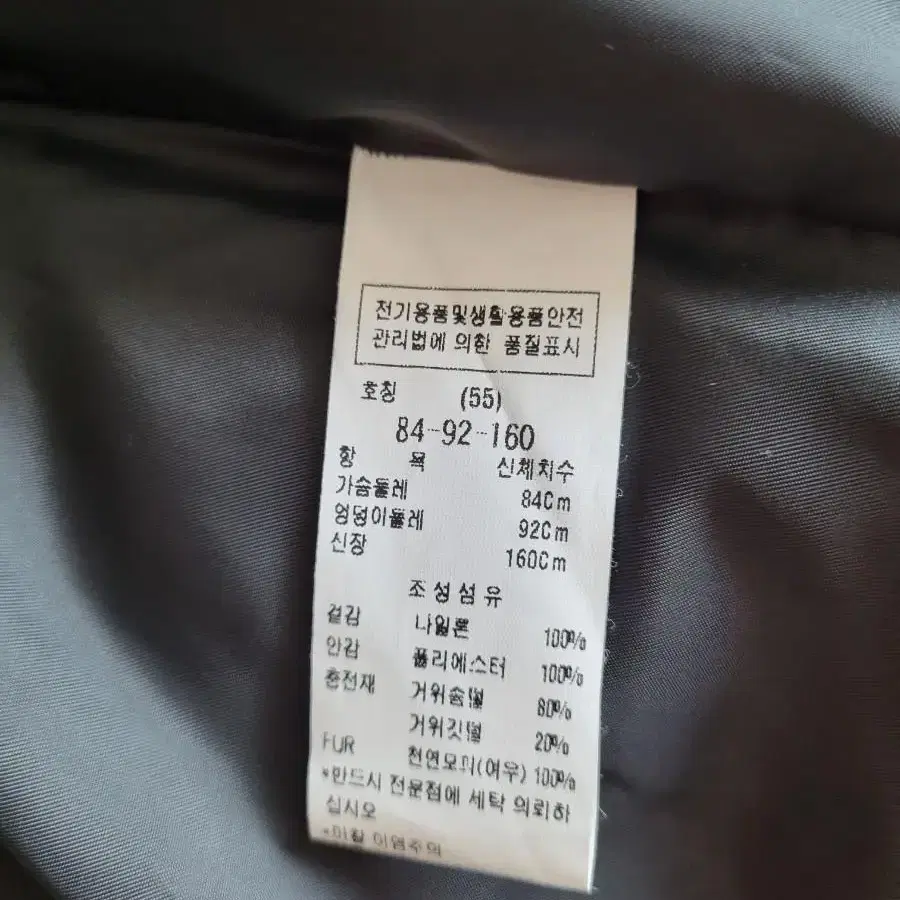 전기용품및생활용품안전
관리법에 의한 품질표시
호칭 (55)
84-92-160
항 목 신체치수
가슴둘레 84Cm
엉덩이둘레 92Cm
신장 160Cm
조성섬유
겉감 나일론 100%
안감 폴리에스터 100%
충전재 거위솜털 80%
거위깃털 20%
FUR 천연모피(여우) 100%
*반드시 전문점에 세탁 의뢰하
십시오
이염주의